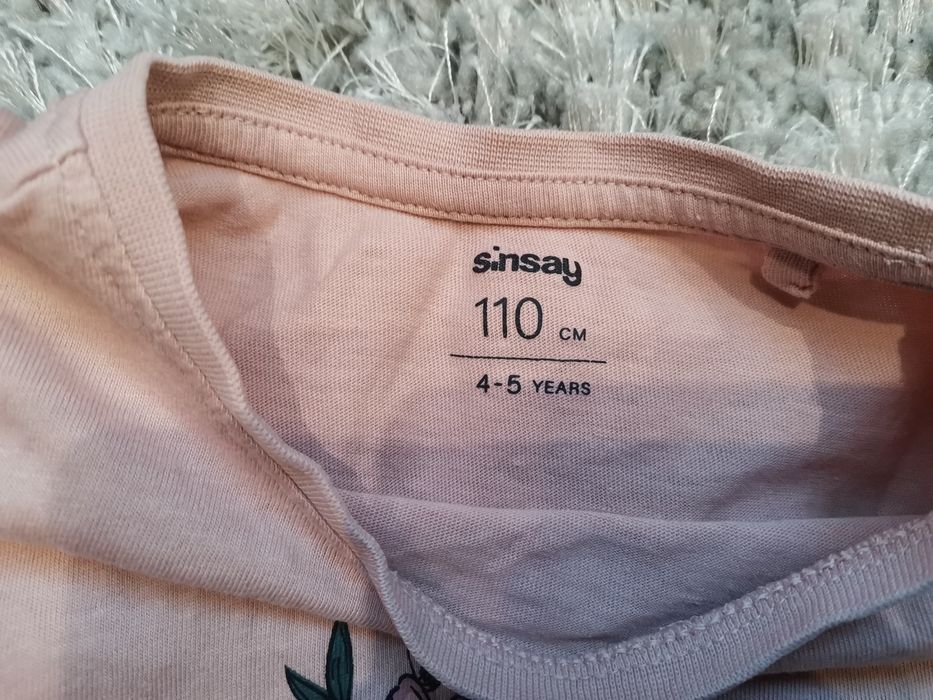 sinsay
110 CM
4-5 YEARS